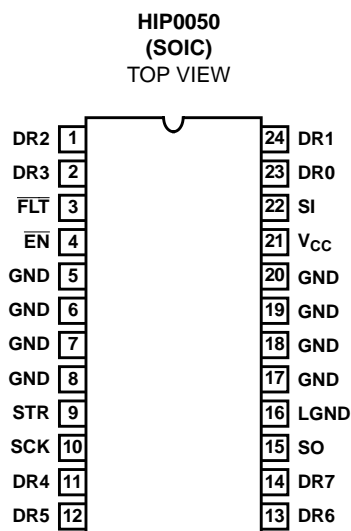 HIP0050
(SOIC)
TOP VIEW
DR2 1 24 DR1
DR3 2 23 DR0
F̅L̅T̅ 3 22 SI
E̅N̅ 4 21 VCC
GND 5 20 GND
GND 6 19 GND
GND 7 18 GND
GND 8 17 GND
STR 9 16 LGND
SCK 10 15 SO
DR4 11 14 DR7
DR5 12 13 DR6